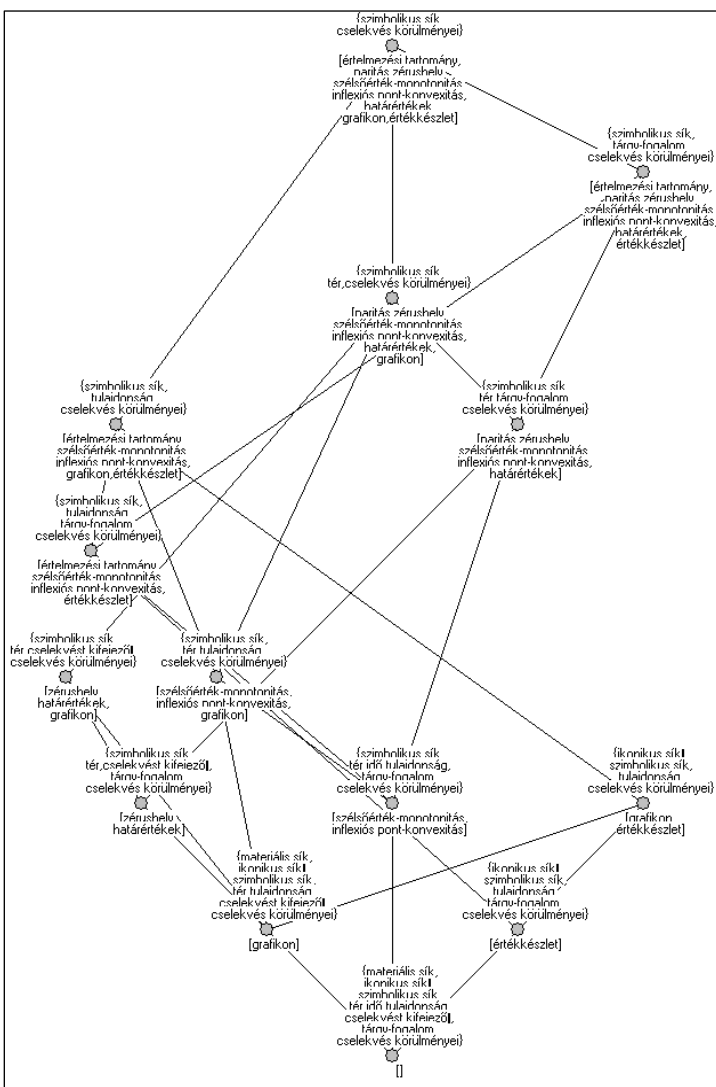 {szimbolikus sík
cselekvés körülményei}
[értelmezési tartomány,
paritás zérushely
szélsőérték-monotonitás
inflexiós pont-konvexitás,
határértékek
grafikon,értékkészlet]
{szimbolikus sík,
tárgy-fogalom
cselekvés körülményei}
[értelmezési tartomány,
paritás zérushely
szélsőérték-monotonitás
inflexiós pont-konvexitás,
határértékek
értékkészlet]
{szimbolikus sík
tér,cselekvés körülményei}
[paritás zérushely
szélsőérték-monotonitás
inflexiós pont-konvexitás,
határértékek,
grafikon]
{szimbolikus sík,
tulajdonság
cselekvés körülményei}
[értelmezési tartomány
szélsőérték-monotonitás
inflexiós pont-konvexitás,
grafikon,értékkészlet]
{szimbolikus sík
tér tárgy-fogalom
cselekvés körülményei}
[paritás zérushely
szélsőérték-monotonitás
inflexiós pont-konvexitás,
határértékek]
{szimbolikus sík,
tulajdonság
tárgy-fogalom
cselekvés körülményei}
[értelmezési tartomány
szélsőérték-monotonitás
inflexiós pont-konvexitás,
értékkészlet]
{szimbolikus sík
tér cselekvést kifejező,
cselekvés körülményei}
[zérushely
határértékek,
grafikon]
{szimbolikus sík,
tér tulajdonság
cselekvés körülményei}
[szélsőérték-monotonitás,
inflexiós pont-konvexitás,
grafikon]
{szimbolikus sík
tér,cselekvést kifejező,
tárgy-fogalom
cselekvés körülményei}
[zérushely
határértékek]
{szimbolikus sík
tér idő tulajdonság,
tárgy-fogalom
cselekvés körülményei}
[szélsőérték-monotonitás,
inflexiós pont-konvexitás]
{ikonikus sík
szimbolikus sík,
tulajdonság
cselekvés körülményei}
[grafikon
értékkészlet]
{materiális sík,
ikonikus sík
szimbolikus sík,
tér tulajdonság
cselekvést kifejező
cselekvés körülményei}
[grafikon]
{ikonikus sík
szimbolikus sík,
tulajdonság
tárgy-fogalom
cselekvés körülményei}
[értékkészlet]
{materiális sík,
ikonikus sík
szimbolikus sík
tér idő tulajdonság
cselekvést kifejező,
tárgy-fogalom
cselekvés körülményei}
[]